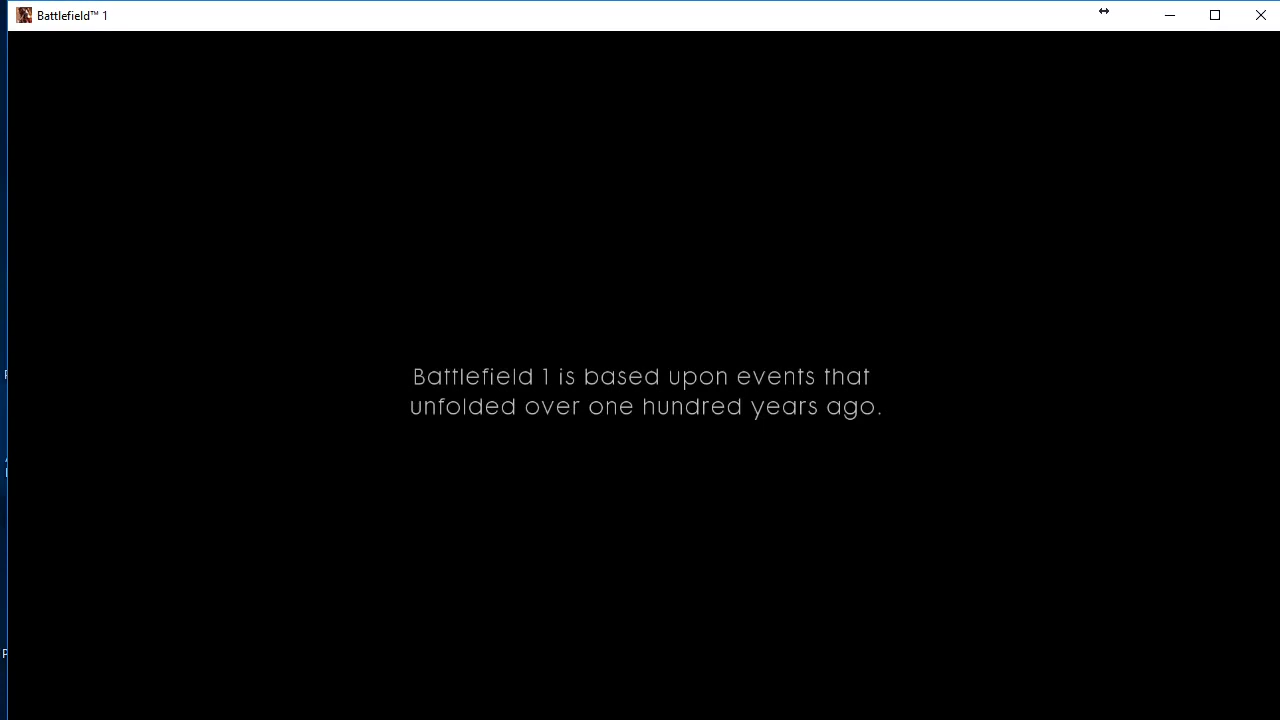 Battlefield™ 1
Battlefield 1 is based upon events that
unfolded over one hundred years ago.